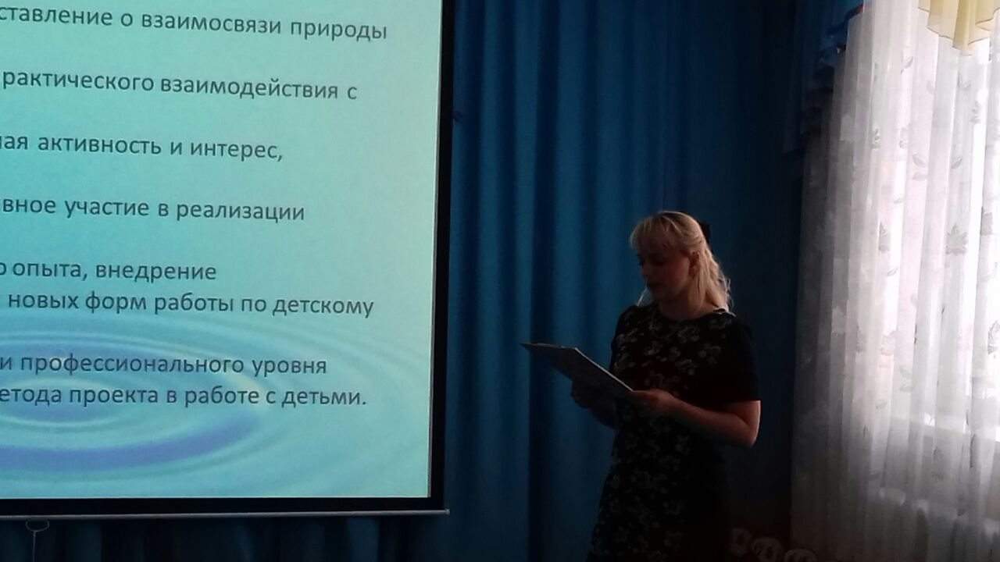 ставление о взаимосвязи природы
рактического взаимодействия с
ная активность и интерес,
вное участие в реализации
о опыта, внедрение
новых форм работы по детскому
и профессионального уровня
етода проекта в работе с детьми.